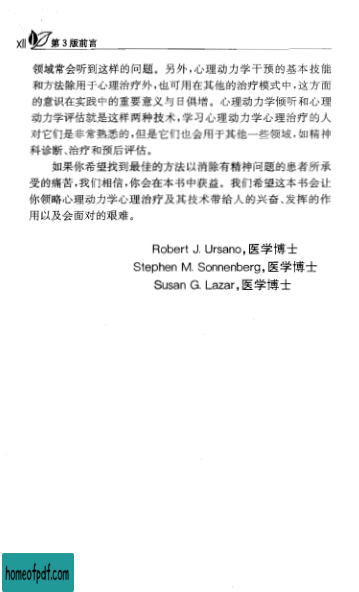 XII 第3版前言
领域常会听到这样的问题。另外,心理动力学干预的基本技能
和方法除用于心理治疗外,也可用在其他的治疗模式中,这方面
的意识在实践中的重要意义与日俱增。心理动力学倾听和心理
动力学评估就是这样两种技术,学习心理动力学心理治疗的人
对它们是非常熟悉的,但是它们也会用于其他一些领域,如精神
科诊断、治疗和预后评估。
如果你希望找到最佳的方法以消除有精神问题的患者所承
受的痛苦,我们相信,你会在本书中获益。我们希望这本书会让
你领略心理动力学心理治疗及其技术带给人的兴奋、发挥的作
用以及会面对的艰难。
Robert J. Ursano,医学博士
Stephen M. Sonnenberg,医学博士
Susan G. Lazar,医学博士
homeofpdf.com